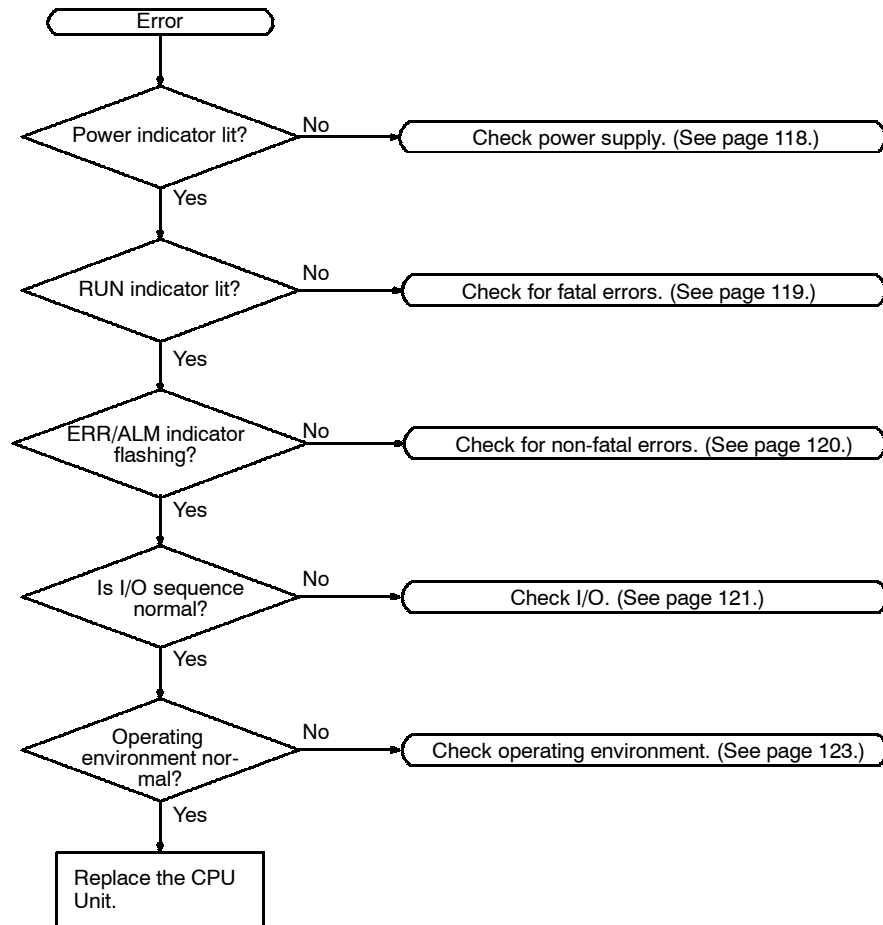 Error
Power indicator lit?
No
Check power supply. (See page 118.)
Yes
RUN indicator lit?
No
Check for fatal errors. (See page 119.)
Yes
ERR/ALM indicator
flashing?
No
Check for non-fatal errors. (See page 120.)
Yes
Is I/O sequence
normal?
No
Check I/O. (See page 121.)
Yes
Operating
environment nor-
mal?
No
Check operating environment. (See page 123.)
Yes
Replace the CPU
Unit.